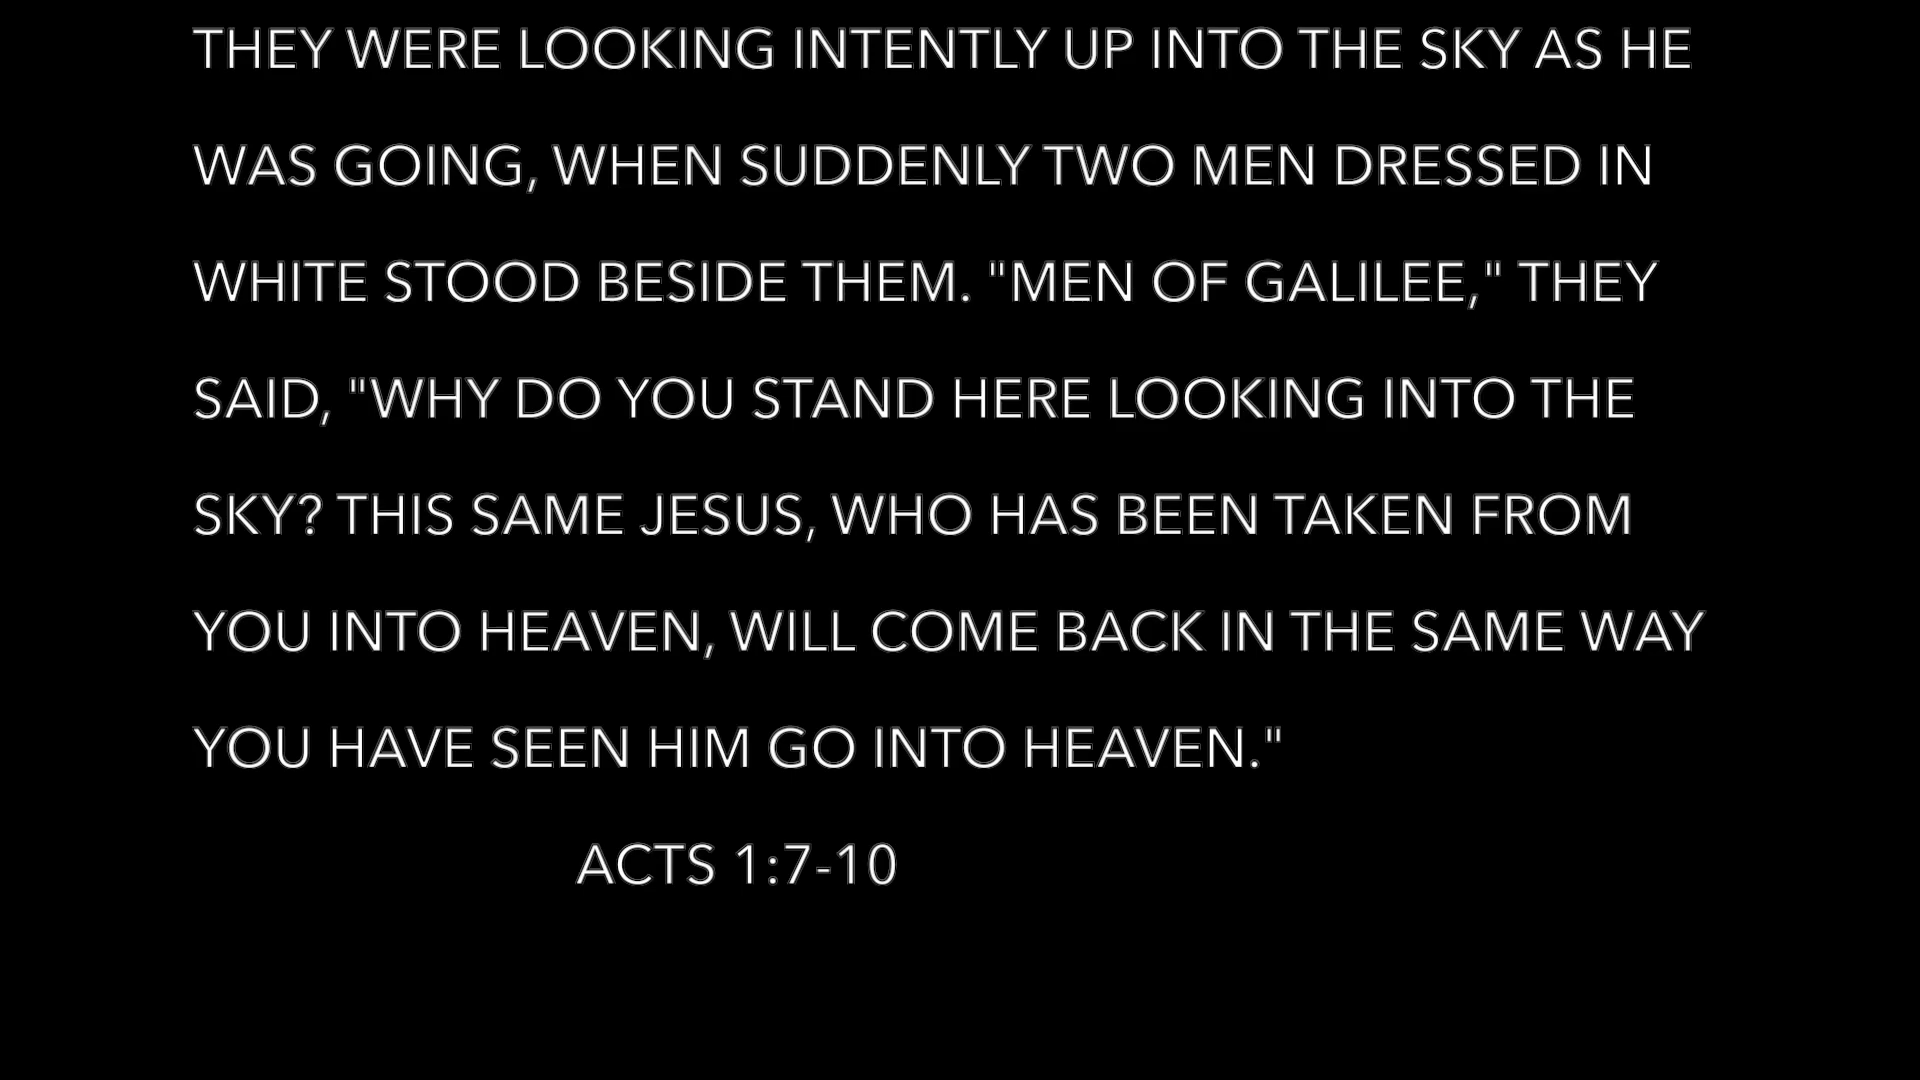 THEY WERE LOOKING INTENTLY UP INTO THE SKY AS HE
WAS GOING, WHEN SUDDENLY TWO MEN DRESSED IN
WHITE STOOD BESIDE THEM. "MEN OF GALILEE," THEY
SAID, "WHY DO YOU STAND HERE LOOKING INTO THE
SKY? THIS SAME JESUS, WHO HAS BEEN TAKEN FROM
YOU INTO HEAVEN, WILL COME BACK IN THE SAME WAY
YOU HAVE SEEN HIM GO INTO HEAVEN."
ACTS 1:7-10